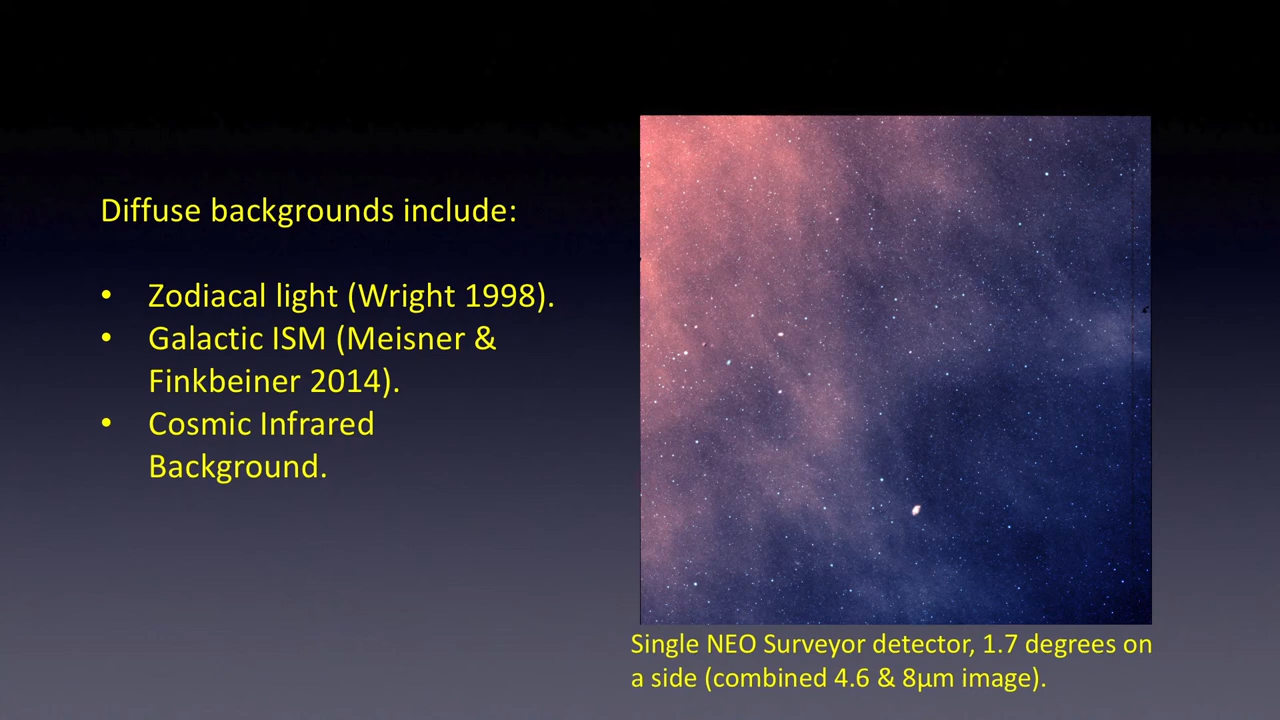 Diffuse backgrounds include:
• Zodiacal light (Wright 1998).
• Galactic ISM (Meisner &
Finkbeiner 2014).
• Cosmic Infrared
Background.
Single NEO Surveyor detector, 1.7 degrees on
a side (combined 4.6 & 8µm image).